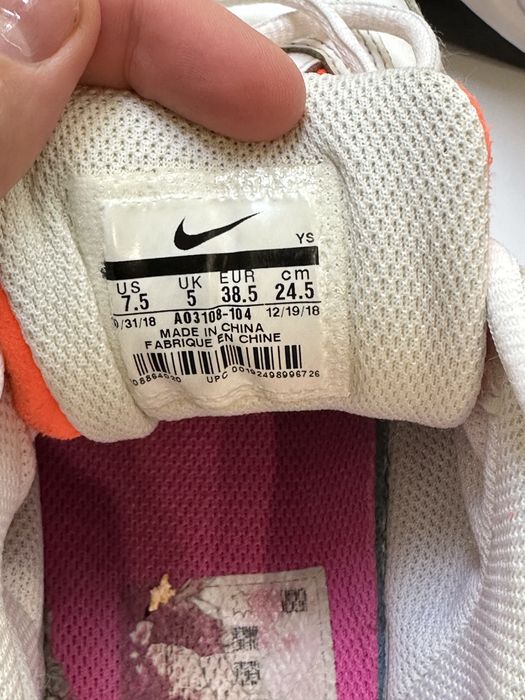 YS
US UK EUR cm
7.5 5 38.5 24.5
/31/18 AO3108-104 12/19/18
MADE IN CHINA
FABRIQUE EN CHINE
UPC 00192498996726